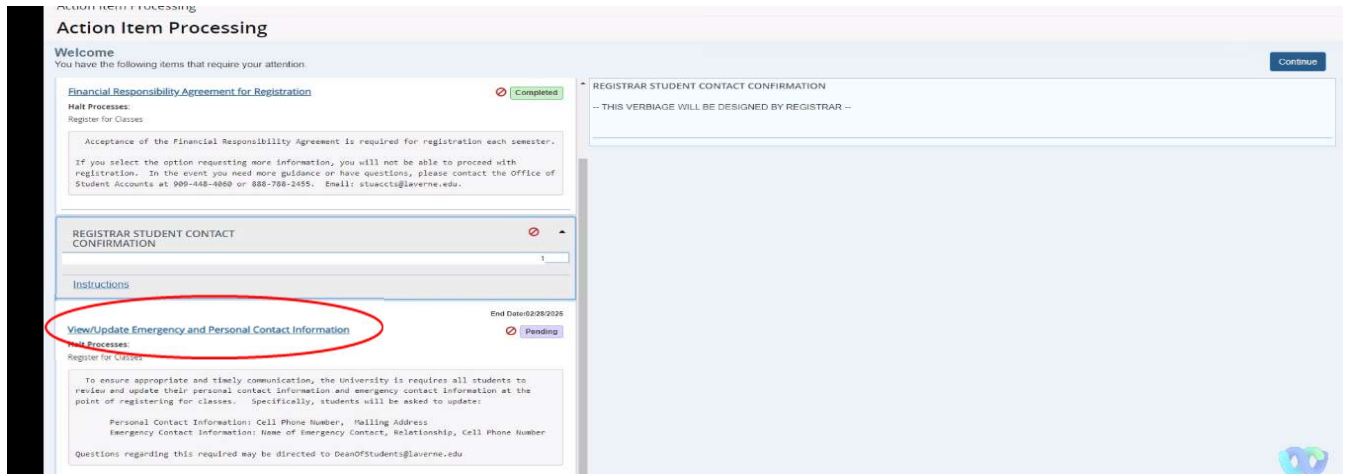 Action Item Processing
Action Item Processing
Welcome
You have the following items that require your attention.
Continue
Financial Responsibility Agreement for Registration
Completed
Halt Processes:
Register for Classes
Acceptance of the Financial Responsibility Agreement is required for registration each semester.
If you select the option requesting more information, you will not be able to proceed with
registration. In the event you need more guidance or have questions, please contact the Office of
Student Accounts at 909-448-4060 or 888-788-2455. Email: stuaccts@laverne.edu.
REGISTRAR STUDENT CONTACT
CONFIRMATION
1
Instructions
End Date:02/28/2025
View/Update Emergency and Personal Contact Information
Pending
Halt Processes:
Register for Classes
To ensure appropriate and timely communication, the University is requires all students to
review and update their personal contact information and emergency contact information at the
point of registering for classes. Specifically, students will be asked to update:
Personal Contact Information: Cell Phone Number, Mailing Address
Emergency Contact Information: Name of Emergency Contact, Relationship, Cell Phone Number
Questions regarding this required may be directed to DeanOfStudents@laverne.edu
REGISTRAR STUDENT CONTACT CONFIRMATION
-- THIS VERBIAGE WILL BE DESIGNED BY REGISTRAR --